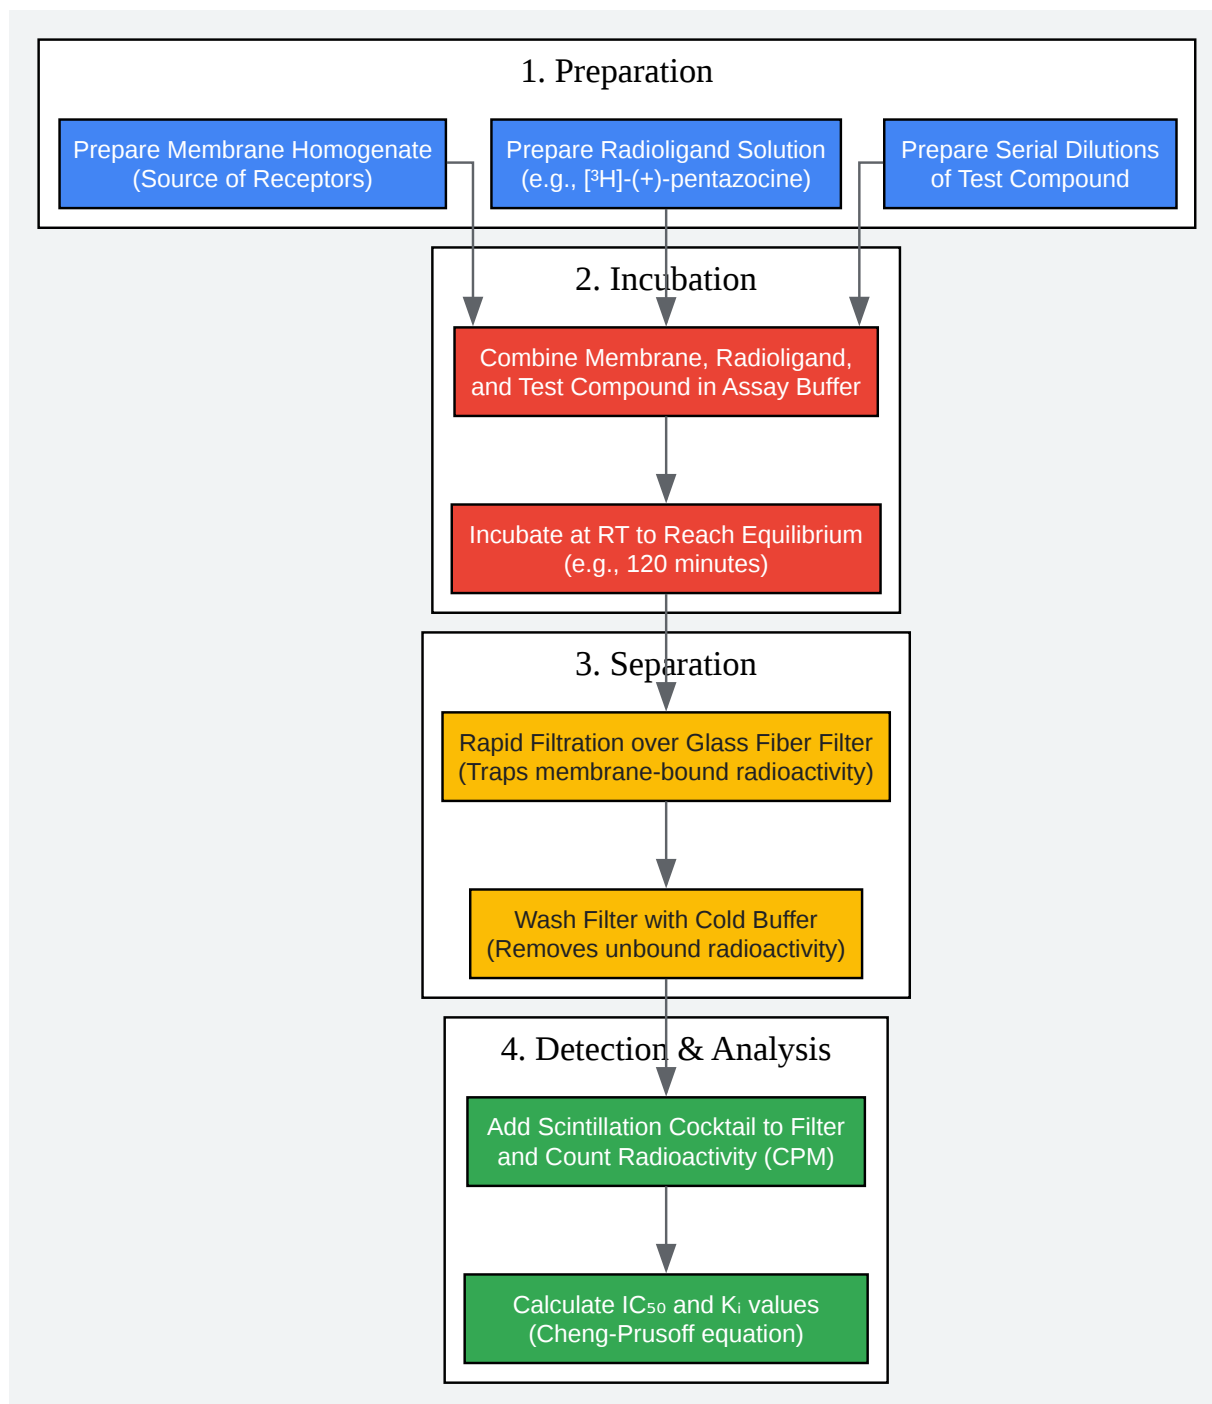 1. Preparation
Prepare Membrane Homogenate
(Source of Receptors)
Prepare Radioligand Solution
(e.g., [³H]-(+)-pentazocine)
Prepare Serial Dilutions
of Test Compound
2. Incubation
Combine Membrane, Radioligand,
and Test Compound in Assay Buffer
Incubate at RT to Reach Equilibrium
(e.g., 120 minutes)
3. Separation
Rapid Filtration over Glass Fiber Filter
(Traps membrane-bound radioactivity)
Wash Filter with Cold Buffer
(Removes unbound radioactivity)
4. Detection & Analysis
Add Scintillation Cocktail to Filter
and Count Radioactivity (CPM)
Calculate IC₅₀ and Kᵢ values
(Cheng-Prusoff equation)